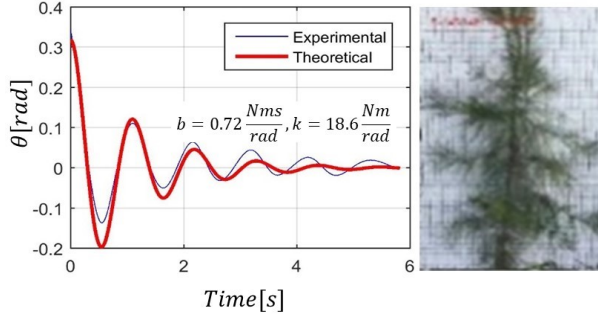 0.4
0.3
0.2
0.1
0
-0.1
-0.2
θ[rad]
Experimental
Theoretical
b = 0.72 Nms/rad, k = 18.6 Nm/rad
0 2 4 6
Time[s]